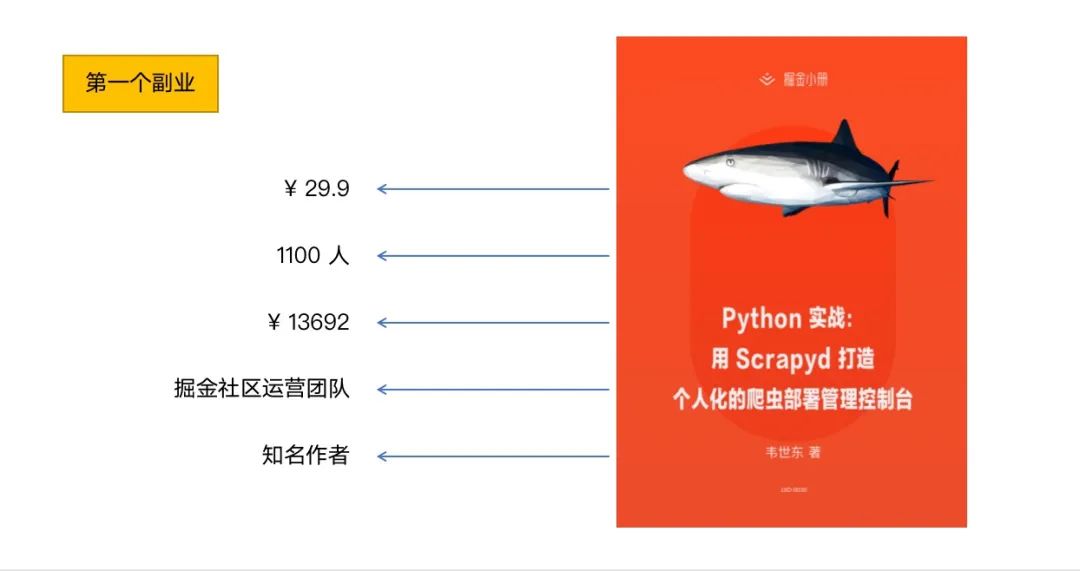 第一个副业
¥ 29.9
1100 人
¥ 13692
掘金社区运营团队
知名作者
掘金小册
Python 实战:
用 Scrapyd 打造
个人化的爬虫部署管理控制台
韦世东 著